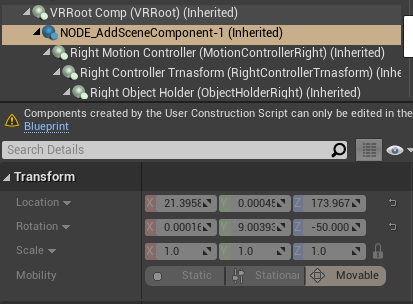 VRRoot Comp (VRRoot) (Inherited)
NODE_AddSceneComponent-1 (Inherited)
Right Motion Controller (MotionControllerRight) (Inherited)
Right Controller Trnasform (RightControllerTrnasform) (Inhe
Right Object Holder (ObjectHolderRight) (Inherited)
Components created by the User Construction Script can only be edited in the
Blueprint
Search Details
Transform
Location X 21.3958 Y 0.00045 Z 173.967
Rotation X 0.00016 Y 9.00393 Z -50.000
Scale X 1.0 Y 1.0 Z 1.0
Mobility Static Stationar Movable